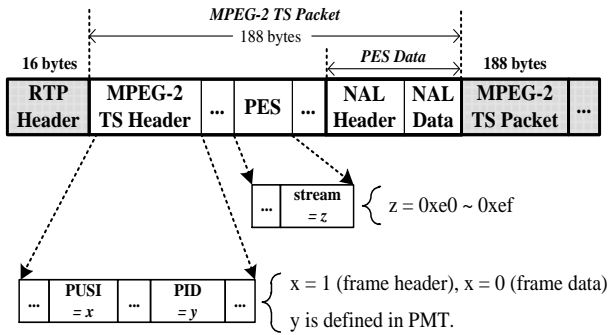 MPEG-2 TS Packet
188 bytes
16 bytes
PES Data
188 bytes
RTP Header
MPEG-2 TS Header
...
PES
...
NAL Header
NAL Data
MPEG-2 TS Packet
...
...
stream = z
z = 0xe0 ~ 0xef
...
PUSI = x
...
PID = y
...
x = 1 (frame header), x = 0 (frame data)
y is defined in PMT.